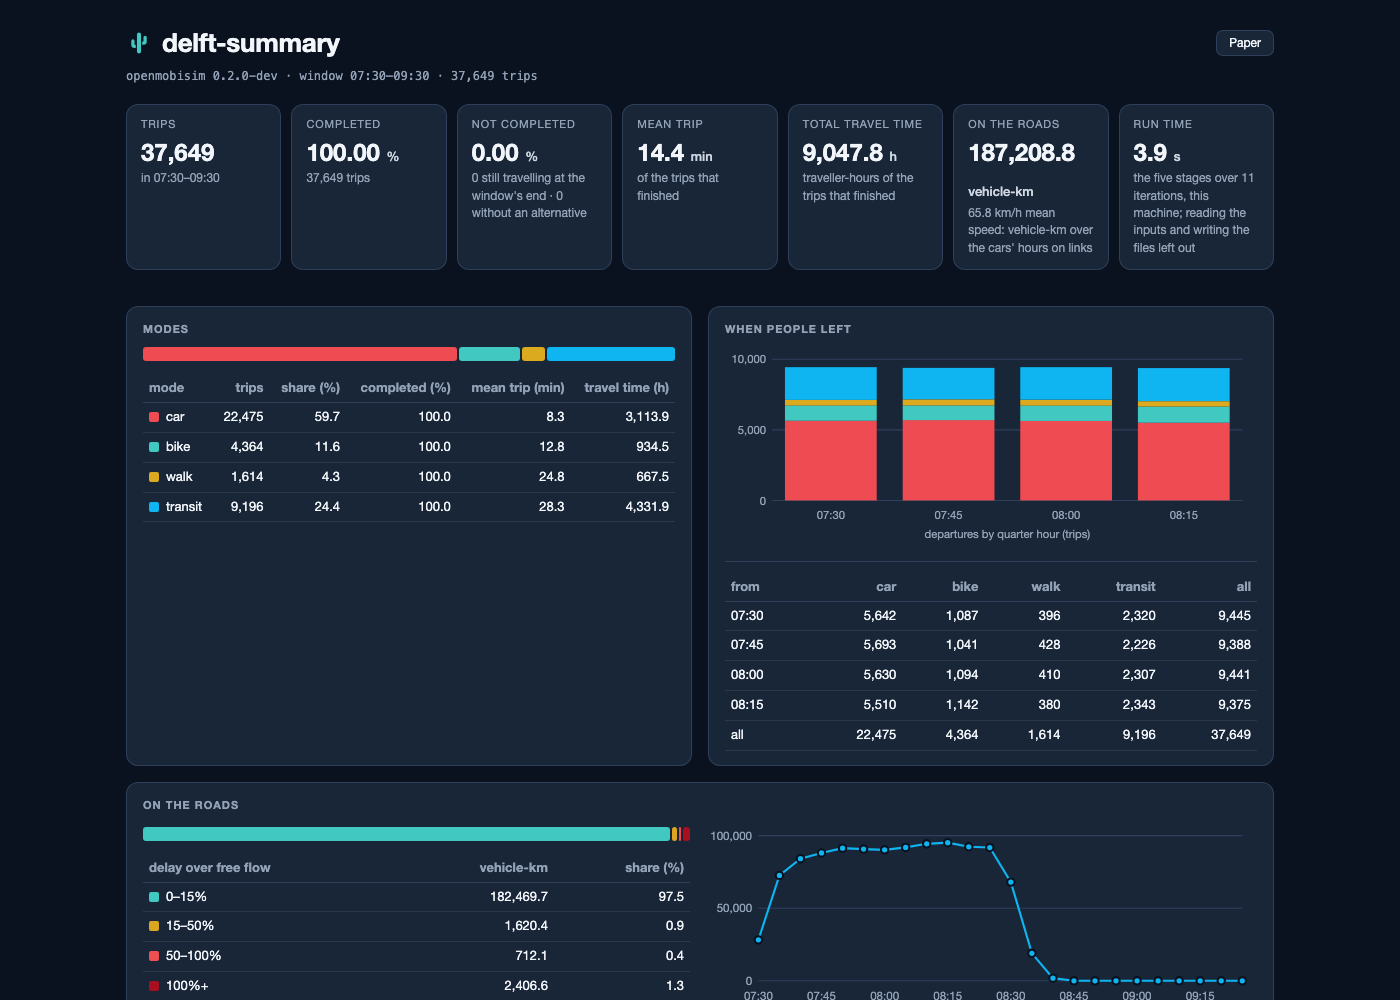 delft-summary
Paper
openmobisim 0.2.0-dev · window 07:30–09:30 · 37,649 trips
TRIPS
37,649
in 07:30–09:30
COMPLETED
100.00 %
37,649 trips
NOT COMPLETED
0.00 %
0 still travelling at the
window's end · 0
without an alternative
MEAN TRIP
14.4 min
of the trips that
finished
TOTAL TRAVEL TIME
9,047.8 h
traveller-hours of the
trips that finished
ON THE ROADS
187,208.8
vehicle-km
65.8 km/h mean
speed: vehicle-km over
the cars' hours on links
RUN TIME
3.9 s
the five stages over 11
iterations, this
machine; reading the
inputs and writing the
files left out
MODES
mode trips share (%) completed (%) mean trip (min) travel time (h)
car 22,475 59.7 100.0 8.3 3,113.9
bike 4,364 11.6 100.0 12.8 934.5
walk 1,614 4.3 100.0 24.8 667.5
transit 9,196 24.4 100.0 28.3 4,331.9
WHEN PEOPLE LEFT
10,000
5,000
0
07:30 07:45 08:00 08:15
departures by quarter hour (trips)
from car bike walk transit all
07:30 5,642 1,087 396 2,320 9,445
07:45 5,693 1,041 428 2,226 9,388
08:00 5,630 1,094 410 2,307 9,441
08:15 5,510 1,142 380 2,343 9,375
all 22,475 4,364 1,614 9,196 37,649
ON THE ROADS
delay over free flow vehicle-km share (%)
0–15% 182,469.7 97.5
15–50% 1,620.4 0.9
50–100% 712.1 0.4
100%+ 2,406.6 1.3
100,000
50,000
0
07:30 07:45 08:00 08:15 08:30 08:45 09:00 09:15